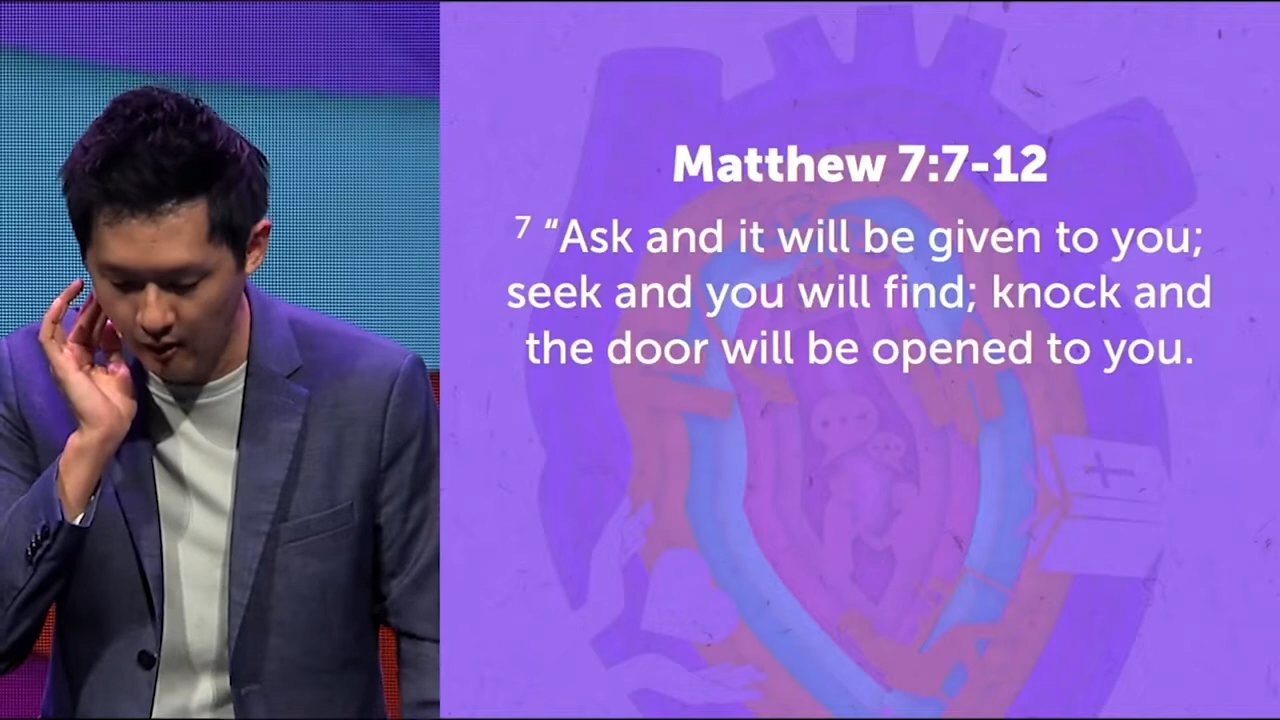 Matthew 7:7-12
7 “Ask and it will be given to you;
seek and you will find; knock and
the door will be opened to you.